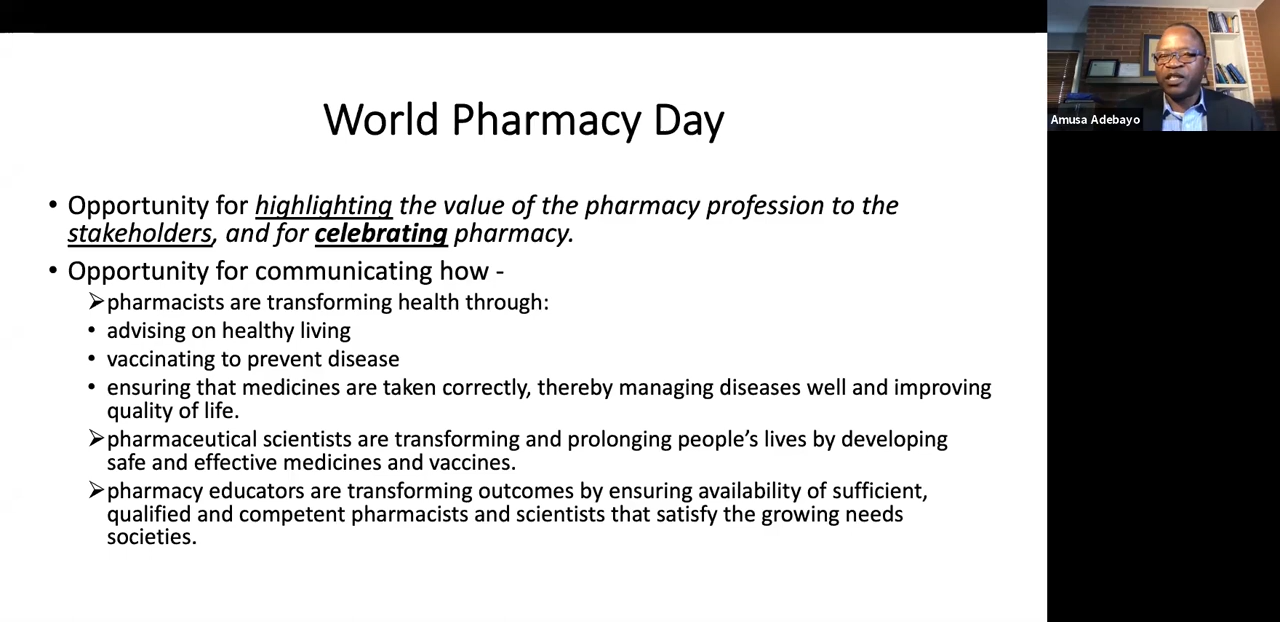 World Pharmacy Day
• Opportunity for highlighting the value of the pharmacy profession to the
stakeholders, and for celebrating pharmacy.
• Opportunity for communicating how -
➢pharmacists are transforming health through:
• advising on healthy living
• vaccinating to prevent disease
• ensuring that medicines are taken correctly, thereby managing diseases well and improving
quality of life.
➢pharmaceutical scientists are transforming and prolonging people’s lives by developing
safe and effective medicines and vaccines.
➢pharmacy educators are transforming outcomes by ensuring availability of sufficient,
qualified and competent pharmacists and scientists that satisfy the growing needs
societies.
Amusa Adebayo